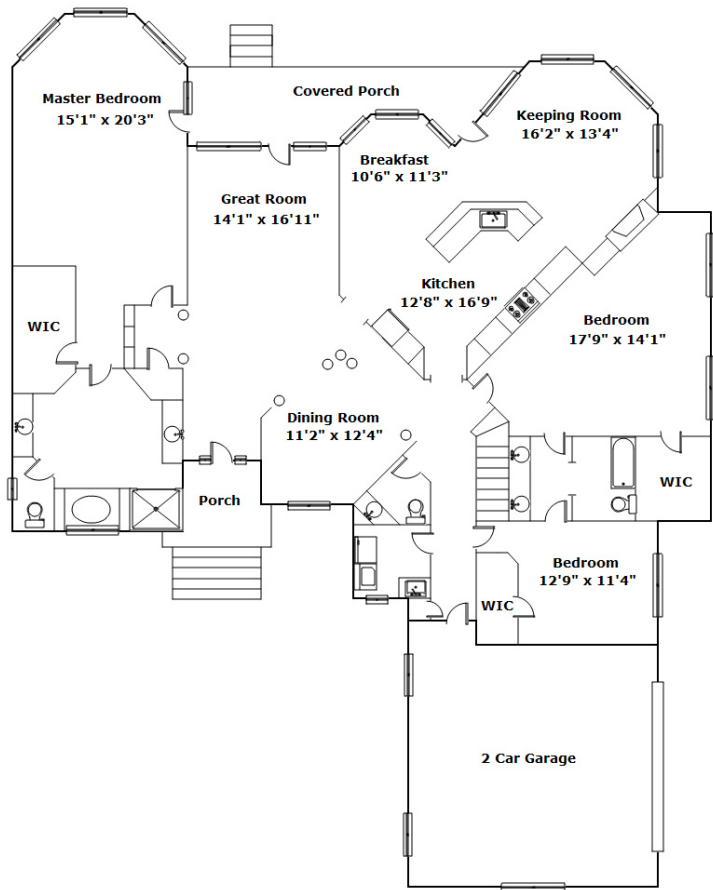 Master Bedroom
15'1" x 20'3"
Covered Porch
Keeping Room
16'2" x 13'4"
Breakfast
10'6" x 11'3"
Great Room
14'1" x 16'11"
Kitchen
12'8" x 16'9"
WIC
Bedroom
17'9" x 14'1"
Dining Room
11'2" x 12'4"
WIC
Porch
Bedroom
12'9" x 11'4"
WIC
2 Car Garage